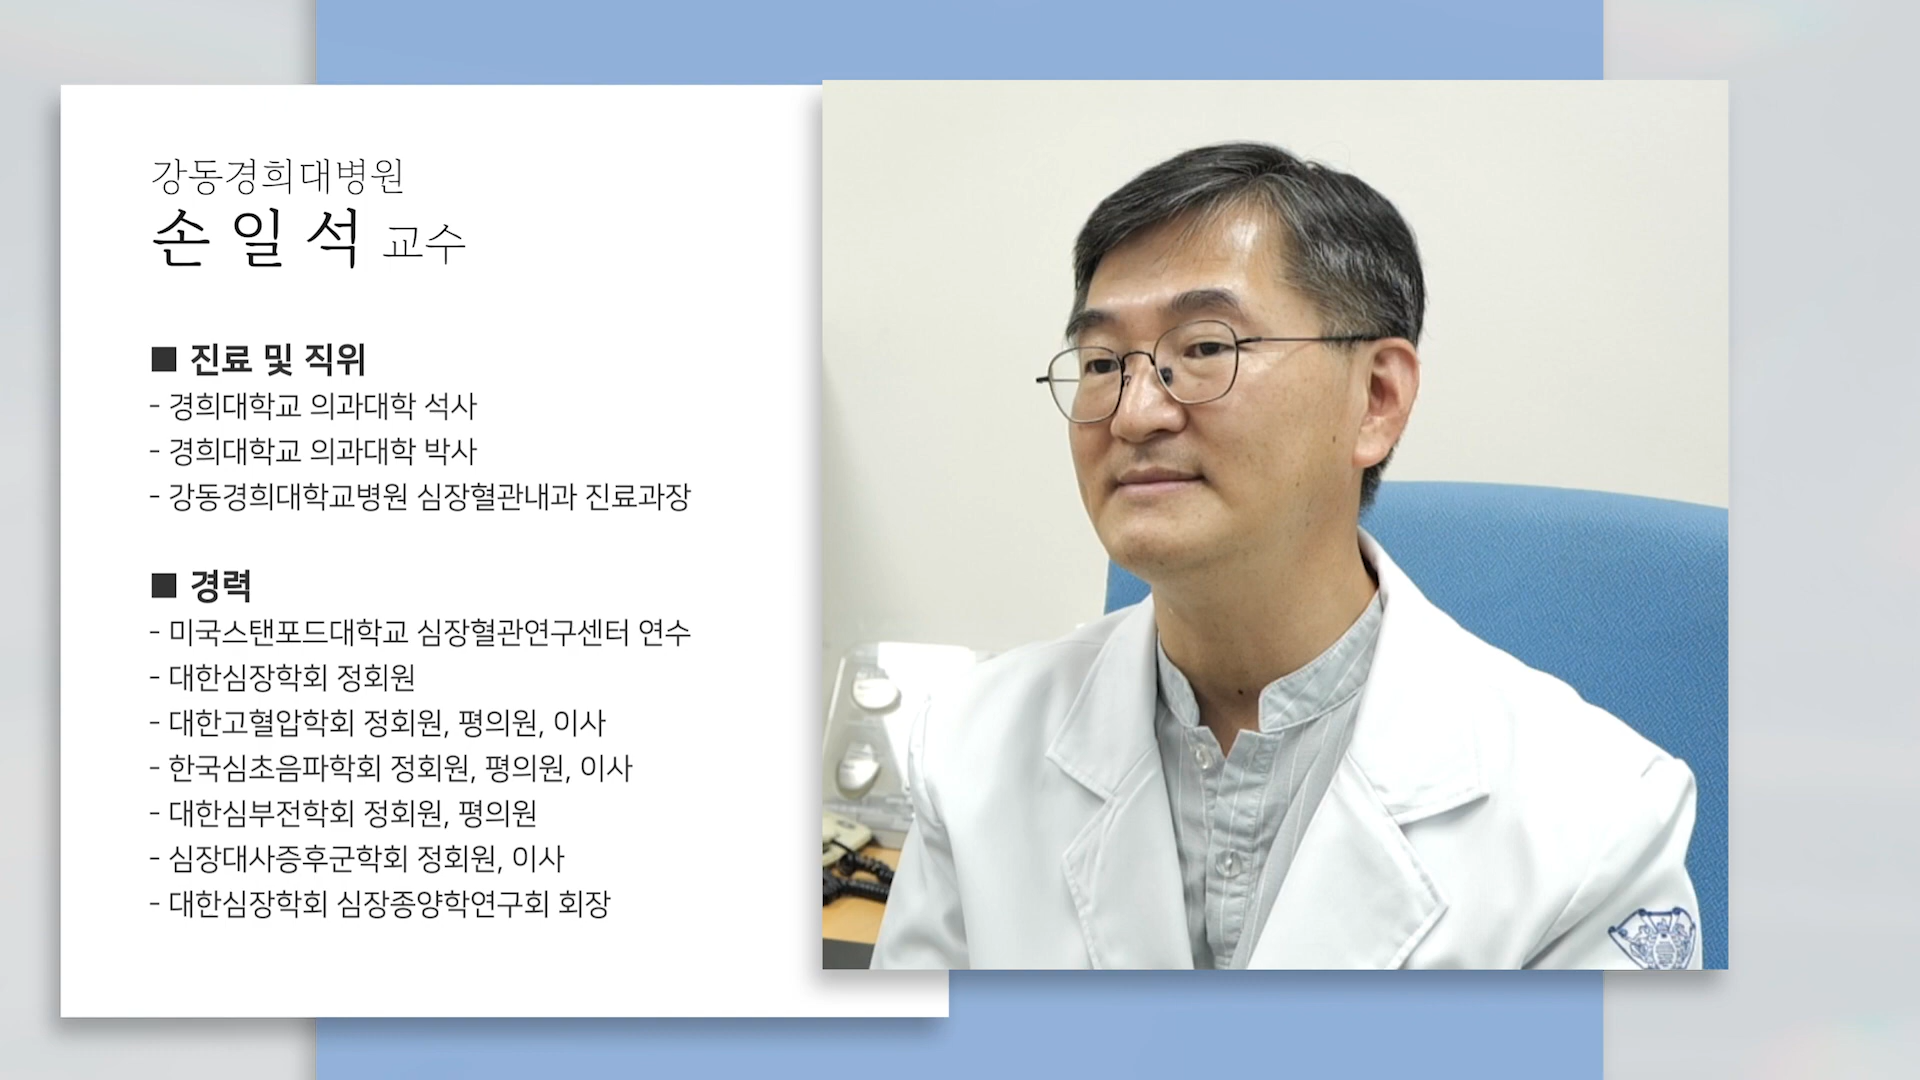 강동경희대병원
손일석 교수
■ 진료 및 직위
- 경희대학교 의과대학 석사
- 경희대학교 의과대학 박사
- 강동경희대학교병원 심장혈관내과 진료과장
■ 경력
- 미국스탠포드대학교 심장혈관연구센터 연수
- 대한심장학회 정회원
- 대한고혈압학회 정회원, 평의원, 이사
- 한국심초음파학회 정회원, 평의원, 이사
- 대한심부전학회 정회원, 평의원
- 심장대사증후군학회 정회원, 이사
- 대한심장학회 심장종양학연구회 회장